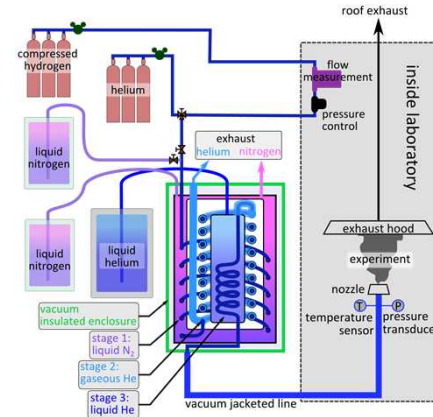 roof exhaust
compressed
hydrogen
helium
flow
measurement
pressure
control
inside laboratory
exhaust
helium nitrogen
liquid
nitrogen
liquid
nitrogen
liquid
helium
exhaust hood
experiment
nozzle
T
P
temperature
sensor
pressure
transduce
vacuum
insulated enclosure
stage 1:
liquid N₂
stage 2:
gaseous He
stage 3:
liquid He
vacuum jacketed line